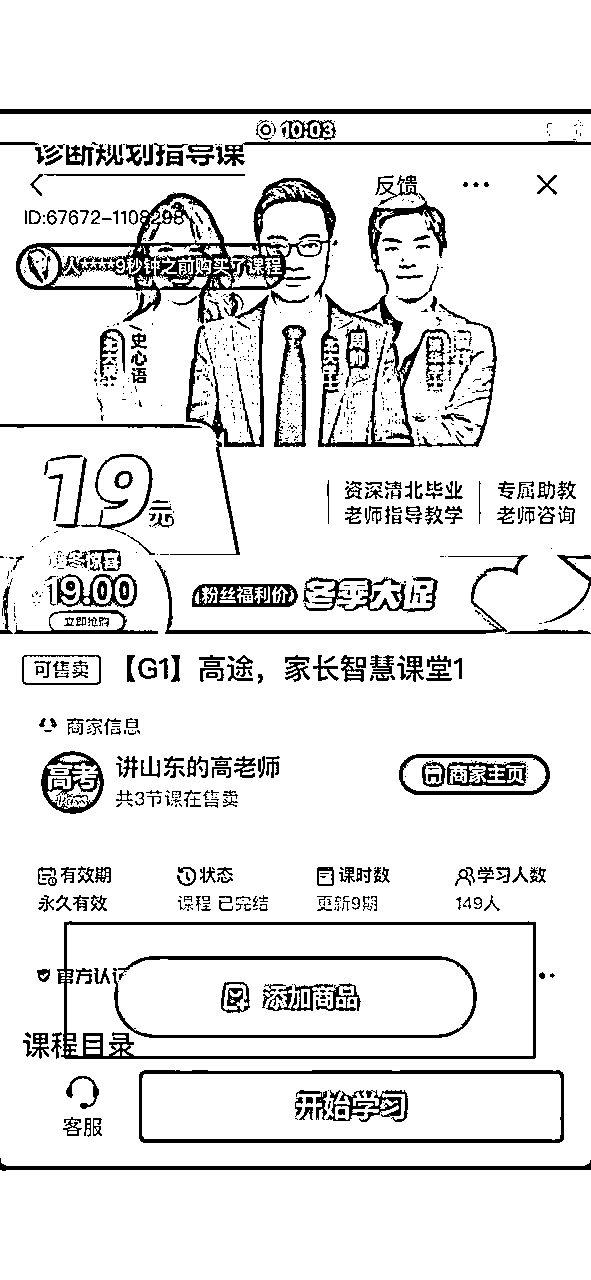 10:03
诊断规划指导课
反馈
ID:67672-1108298
人*****9秒钟之前购买了课程
史心语
周帅
19元
资深清北毕业
老师指导教学
专属助教
老师咨询
19.00
立即抢购
粉丝福利价
冬季大促
可售卖
【G1】高途，家长智慧课堂1
商家信息
高考
讲山东的高老师
共3节课在售卖
商家主页
有效期
永久有效
状态
课程 已完结
课时数
更新9期
学习人数
149人
官方认证
添加商品
课程目录
客服
开始学习